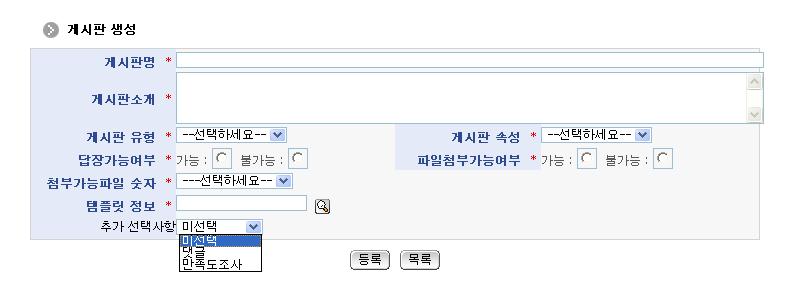 게시판 생성
게시판명 *
게시판소개 *
게시판 유형 * --선택하세요-- 게시판 속성 * --선택하세요--
답장가능여부 * 가능 : 불가능 : 파일첨부가능여부 * 가능 : 불가능 :
첨부가능파일 숫자 * ---선택하세요--
템플릿 정보 *
추가 선택사항 미선택
미선택
댓글
만족도조사
등록 목록